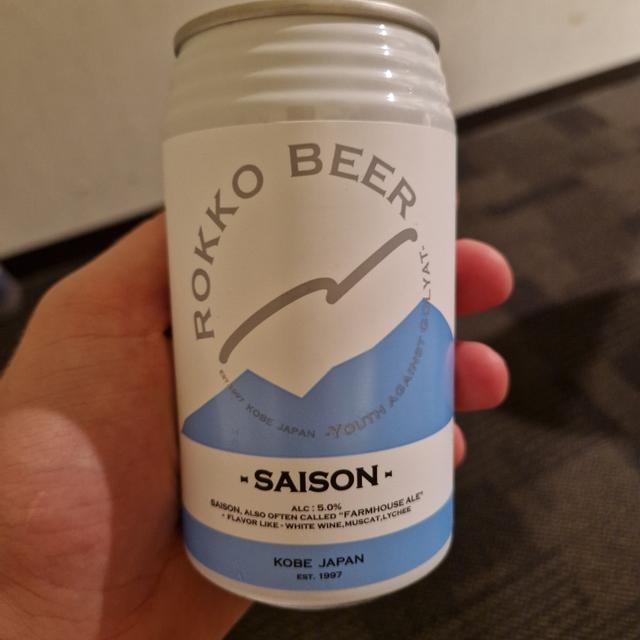 ROKKO BEER
EST. 1997 KOBE JAPAN -YOUTH AGAINST GOLYAT-
- SAISON -
ALC : 5.0%
SAISON, ALSO OFTEN CALLED "FARMHOUSE ALE"
- FLAVOR LIKE - WHITE WINE,MUSCAT,LYCHEE
KOBE JAPAN
EST. 1997